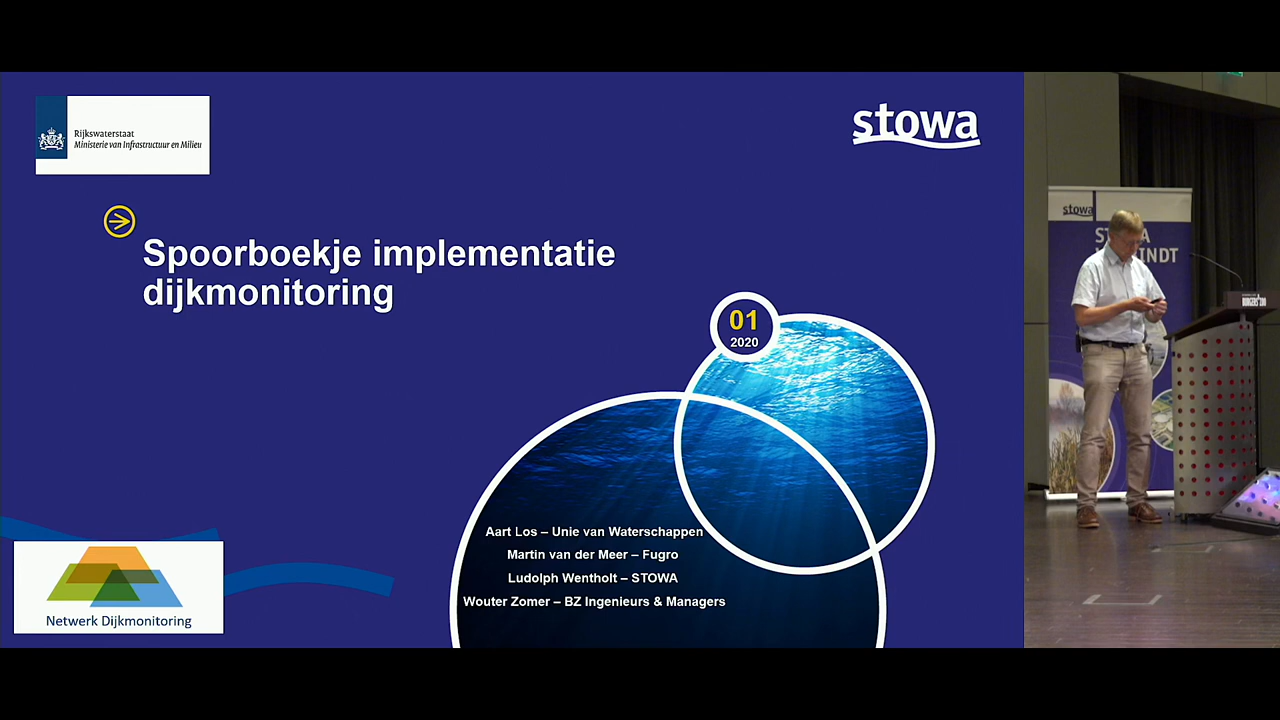 Rijkswaterstaat
Ministerie van Infrastructuur en Milieu
stowa
Spoorboekje implementatie
dijkmonitoring
01
2020
Aart Los – Unie van Waterschappen
Martin van der Meer – Fugro
Ludolph Wentholt – STOWA
Wouter Zomer – BZ Ingenieurs & Managers
Netwerk Dijkmonitoring
stowa